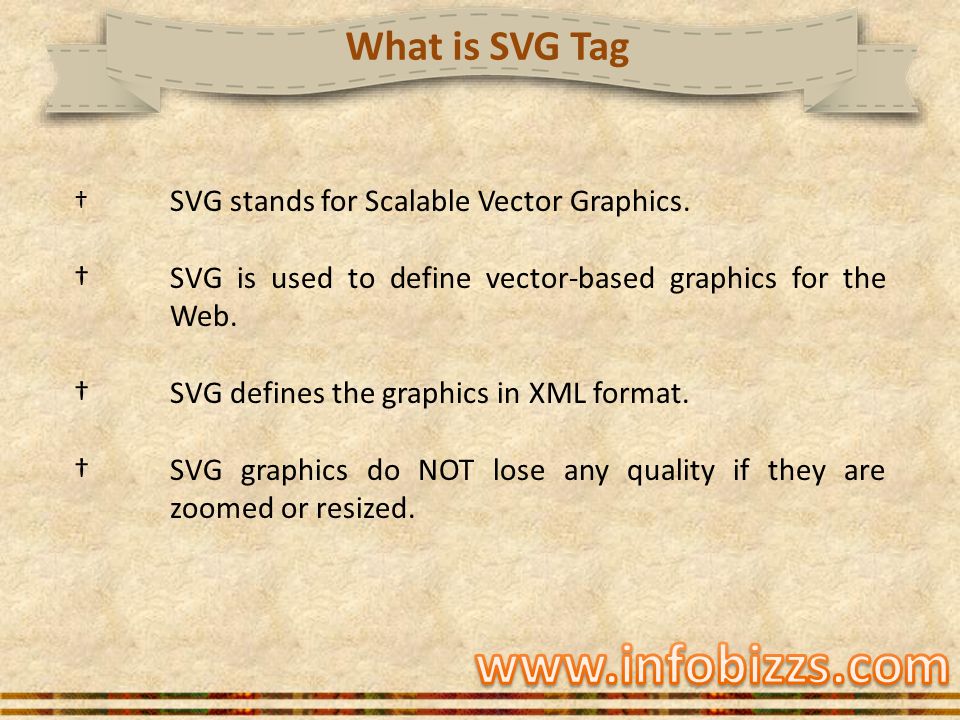 What is SVG Tag
† SVG stands for Scalable Vector Graphics.
† SVG is used to define vector-based graphics for the
Web.
† SVG defines the graphics in XML format.
† SVG graphics do NOT lose any quality if they are
zoomed or resized.
www.infobizzs.com